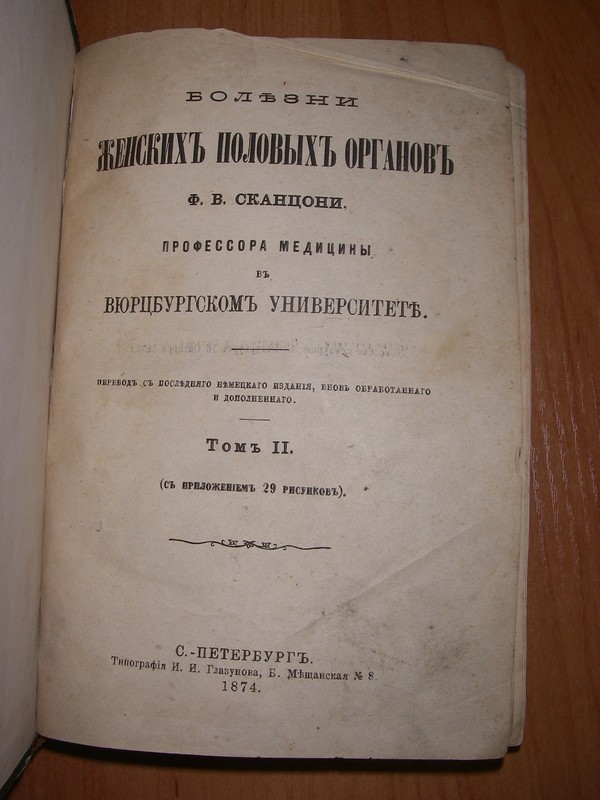 БОЛѢЗНИ
ЖЕНСКИХЪ ПОЛОВЫХЪ ОРГАНОВЪ
Ф. В. СКАНЦОНИ.
ПРОФЕССОРА МЕДИЦИНЫ
ВЪ
ВЮРЦБУРГСКОМЪ УНИВЕРСИТЕТѢ.
ПЕРЕВОДЪ СЪ ПОСЛѢДНЯГО НѢМЕЦКАГО ИЗДАНІЯ, ВНОВЬ ОБРАБОТАННАГО
И ДОПОЛНЕННАГО.
Томъ II.
(СЪ ПРИЛОЖЕНІЕМЪ 29 РИСУНКОВЪ).
С.-ПЕТЕРБУРГЪ.
Типографія И. И. Глазунова, Б. Мѣщанская № 8.
1874.